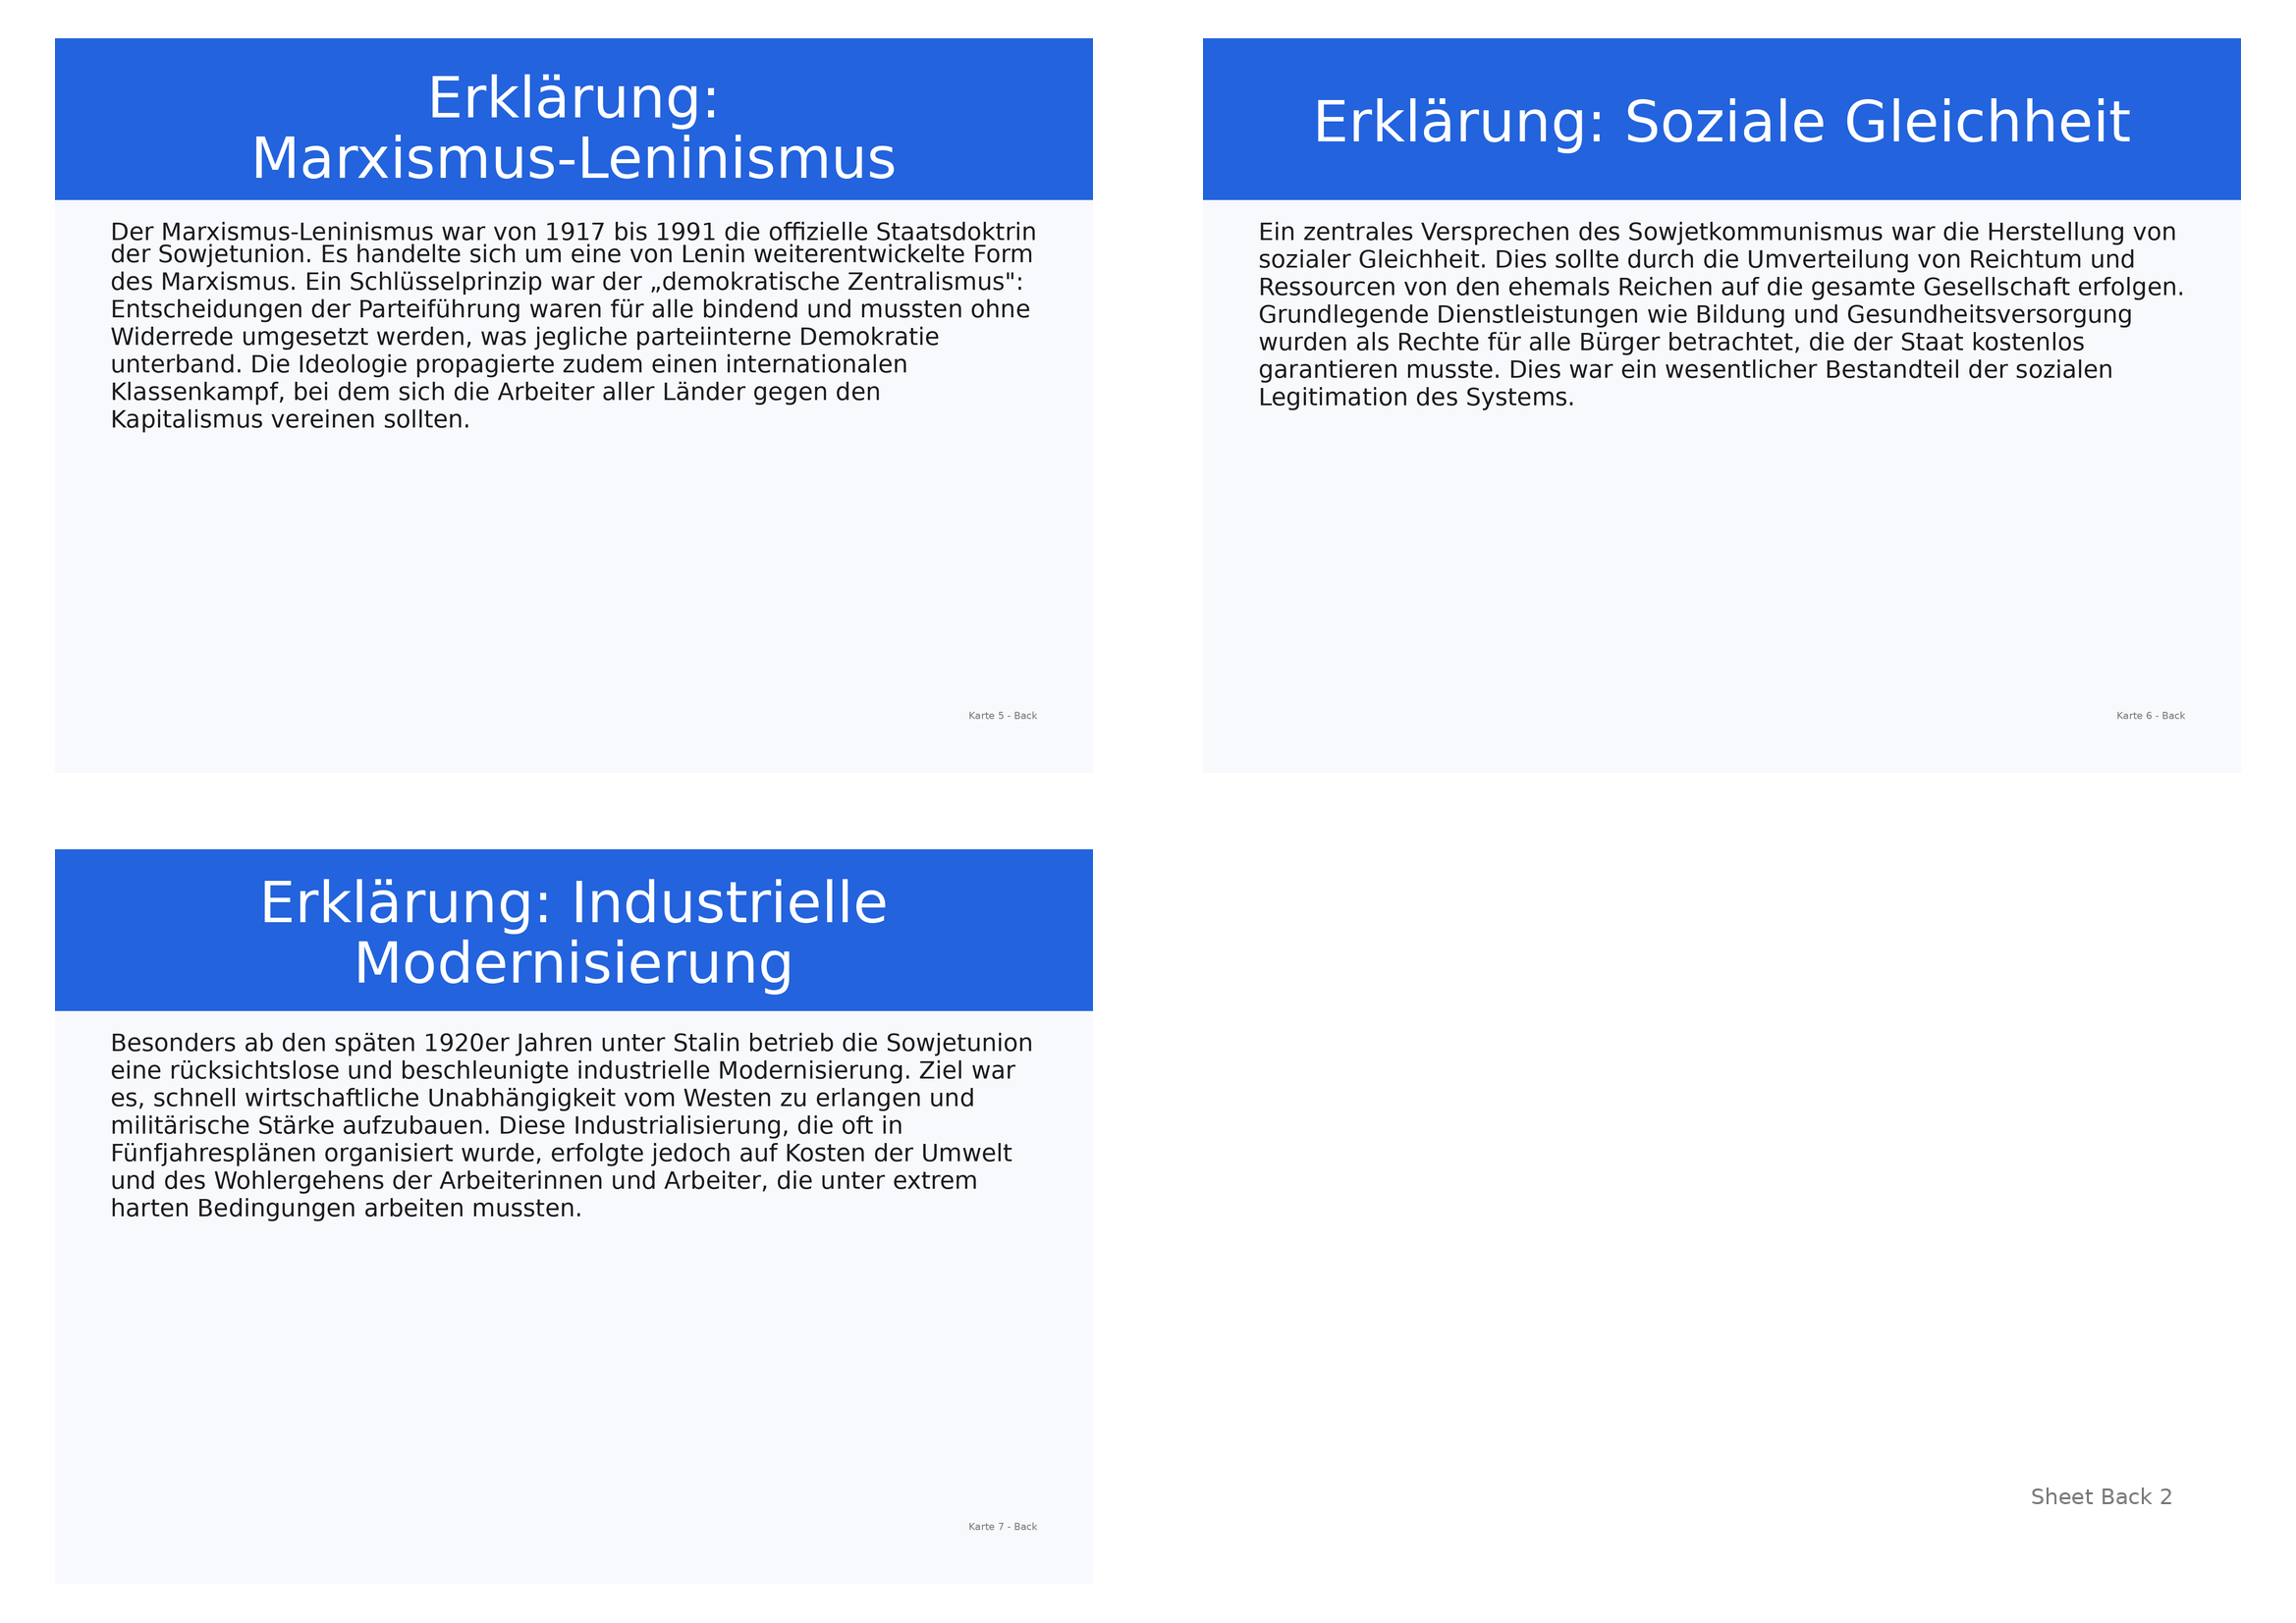 Erklärung:
Marxismus-Leninismus
Der Marxismus-Leninismus war von 1917 bis 1991 die offizielle Staatsdoktrin
der Sowjetunion. Es handelte sich um eine von Lenin weiterentwickelte Form
des Marxismus. Ein Schlüsselprinzip war der „demokratische Zentralismus":
Entscheidungen der Parteiführung waren für alle bindend und mussten ohne
Widerrede umgesetzt werden, was jegliche parteiinterne Demokratie
unterband. Die Ideologie propagierte zudem einen internationalen
Klassenkampf, bei dem sich die Arbeiter aller Länder gegen den
Kapitalismus vereinen sollten.
Karte 5 - Back
Erklärung: Soziale Gleichheit
Ein zentrales Versprechen des Sowjetkommunismus war die Herstellung von
sozialer Gleichheit. Dies sollte durch die Umverteilung von Reichtum und
Ressourcen von den ehemals Reichen auf die gesamte Gesellschaft erfolgen.
Grundlegende Dienstleistungen wie Bildung und Gesundheitsversorgung
wurden als Rechte für alle Bürger betrachtet, die der Staat kostenlos
garantieren musste. Dies war ein wesentlicher Bestandteil der sozialen
Legitimation des Systems.
Karte 6 - Back
Erklärung: Industrielle
Modernisierung
Besonders ab den späten 1920er Jahren unter Stalin betrieb die Sowjetunion
eine rücksichtslose und beschleunigte industrielle Modernisierung. Ziel war
es, schnell wirtschaftliche Unabhängigkeit vom Westen zu erlangen und
militärische Stärke aufzubauen. Diese Industrialisierung, die oft in
Fünfjahresplänen organisiert wurde, erfolgte jedoch auf Kosten der Umwelt
und des Wohlergehens der Arbeiterinnen und Arbeiter, die unter extrem
harten Bedingungen arbeiten mussten.
Karte 7 - Back
Sheet Back 2